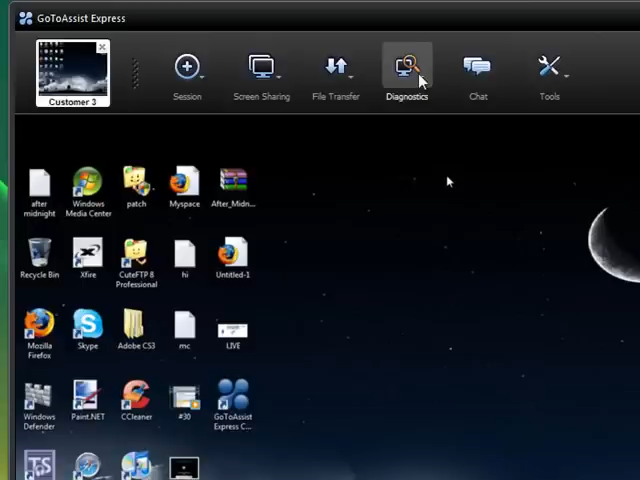 GoToAssist Express
Customer 3
Session
Screen Sharing
File Transfer
Diagnostics
Chat
Tools
after
midnight
Windows
Media Center
patch
Myspace
After_Midn...
Recycle Bin
Xfire
CuteFTP 8
Professional
hi
Untitled-1
Mozilla
Firefox
Skype
Adobe CS3
mc
LIVE
Windows
Defender
Paint.NET
CCleaner
#30
GoToAssist
Express C...